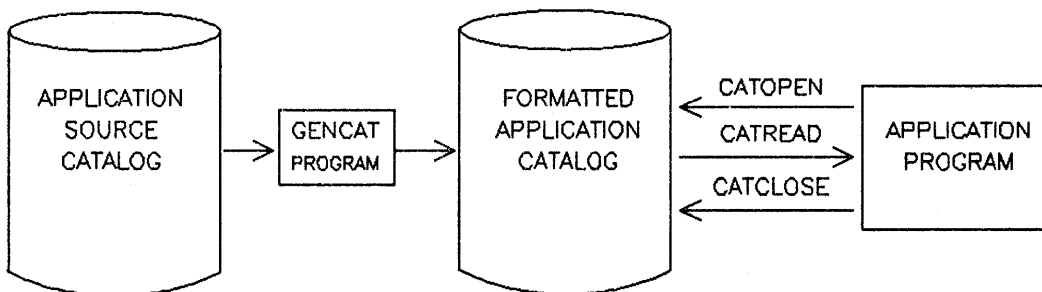 APPLICATION
SOURCE
CATALOG
GENCAT
PROGRAM
FORMATTED
APPLICATION
CATALOG
CATOPEN
CATREAD
CATCLOSE
APPLICATION
PROGRAM